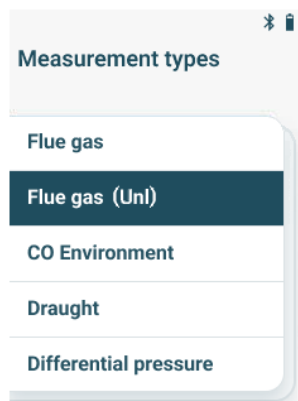 Measurement types
Flue gas
Flue gas (Unl)
CO Environment
Draught
Differential pressure